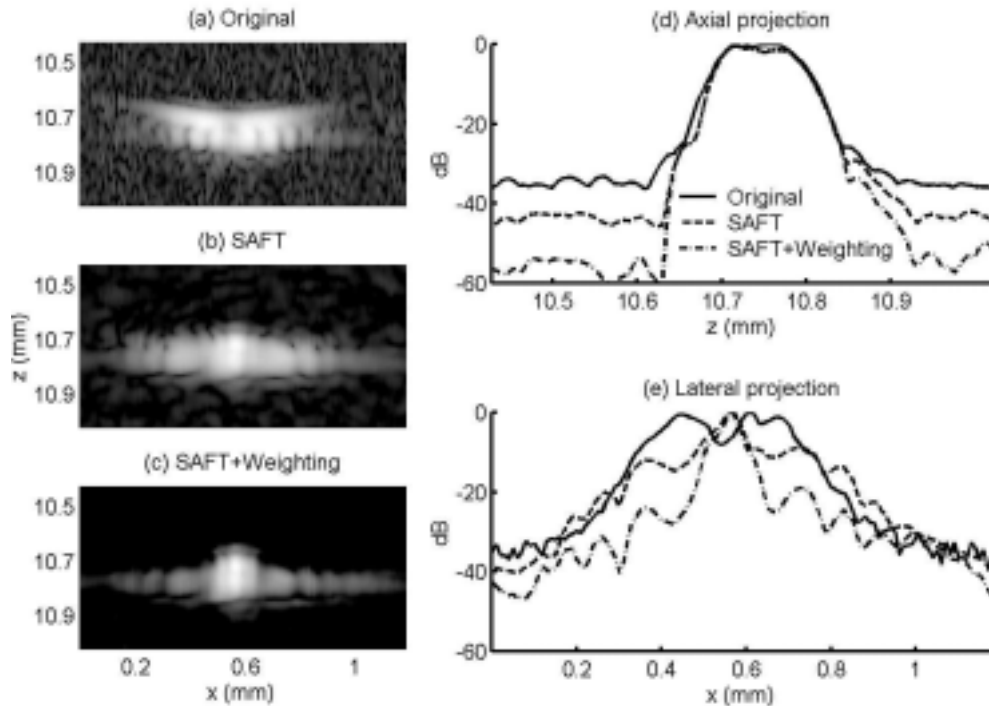 (a) Original
10.5
10.7
10.9
(b) SAFT
10.5
10.7
10.9
z (mm)
(c) SAFT+Weighting
10.5
10.7
10.9
0.2 0.6 1
x (mm)
(d) Axial projection
0
-20
-40
-60
dB
Original
SAFT
SAFT+Weighting
10.5 10.6 10.7 10.8 10.9
z (mm)
(e) Lateral projection
0
-20
-40
-60
dB
0.2 0.4 0.6 0.8 1
x (mm)